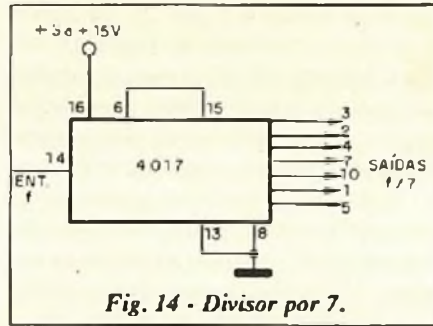 + 3 a + 15V
16
6
15
3
2
14
4
4017
7
SAÍDAS
10
ENT.
f/7
f
1
13
8
5
Fig. 14 - Divisor por 7.